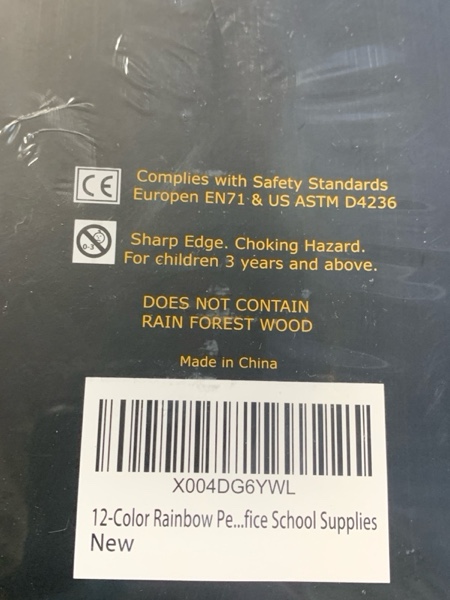 CE
Complies with Safety Standards
Europen EN71 & US ASTM D4236
0-3
Sharp Edge. Choking Hazard.
For children 3 years and above.
DOES NOT CONTAIN
RAIN FOREST WOOD
Made in China
X004DG6YWL
12-Color Rainbow Pe...fice School Supplies
New